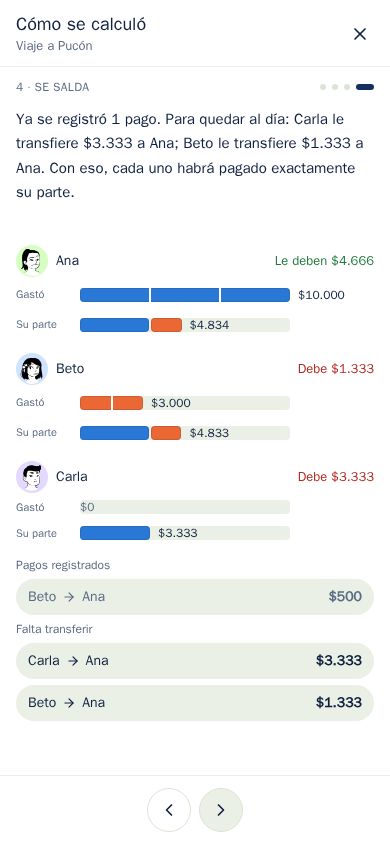 Cómo se calculó
Viaje a Pucón
4 · SE SALDA
Ya se registró 1 pago. Para quedar al día: Carla le
transfiere $3.333 a Ana; Beto le transfiere $1.333 a
Ana. Con eso, cada uno habrá pagado exactamente
su parte.
Ana
Le deben $4.666
Gastó
$10.000
Su parte
$4.834
Beto
Debe $1.333
Gastó
$3.000
Su parte
$4.833
Carla
Debe $3.333
Gastó
$0
Su parte
$3.333
Pagos registrados
Beto → Ana
$500
Falta transferir
Carla → Ana
$3.333
Beto → Ana
$1.333